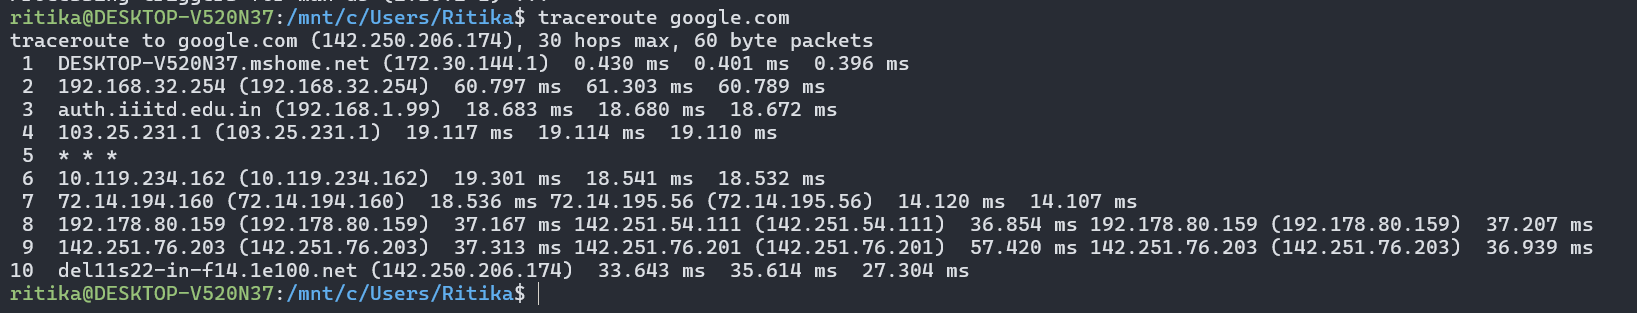 ritika@DESKTOP-V520N37:/mnt/c/Users/Ritika$ traceroute google.com
traceroute to google.com (142.250.206.174), 30 hops max, 60 byte packets
 1  DESKTOP-V520N37.mshome.net (172.30.144.1)  0.430 ms  0.401 ms  0.396 ms
 2  192.168.32.254 (192.168.32.254)  60.797 ms  61.303 ms  60.789 ms
 3  auth.iiitd.edu.in (192.168.1.99)  18.683 ms  18.680 ms  18.672 ms
 4  103.25.231.1 (103.25.231.1)  19.117 ms  19.114 ms  19.110 ms
 5  * * *
 6  10.119.234.162 (10.119.234.162)  19.301 ms  18.541 ms  18.532 ms
 7  72.14.194.160 (72.14.194.160)  18.536 ms 72.14.195.56 (72.14.195.56)  14.120 ms  14.107 ms
 8  192.178.80.159 (192.178.80.159)  37.167 ms 142.251.54.111 (142.251.54.111)  36.854 ms 192.178.80.159 (192.178.80.159)  37.207 ms
 9  142.251.76.203 (142.251.76.203)  37.313 ms 142.251.76.201 (142.251.76.201)  57.420 ms 142.251.76.203 (142.251.76.203)  36.939 ms
10  del11s22-in-f14.1e100.net (142.250.206.174)  33.643 ms  35.614 ms  27.304 ms
ritika@DESKTOP-V520N37:/mnt/c/Users/Ritika$